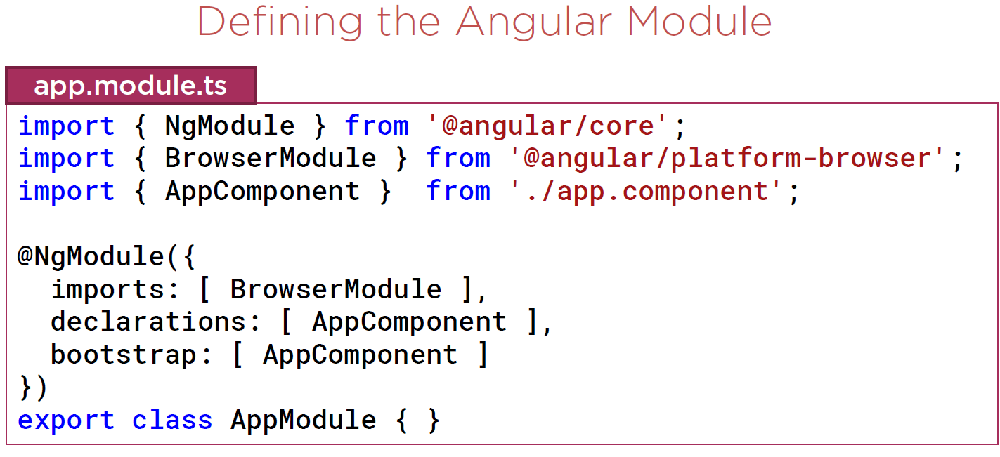 Defining the Angular Module
app.module.ts
import { NgModule } from '@angular/core';
import { BrowserModule } from '@angular/platform-browser';
import { AppComponent }  from './app.component';
@NgModule({
  imports: [ BrowserModule ],
  declarations: [ AppComponent ],
  bootstrap: [ AppComponent ]
})
export class AppModule { }